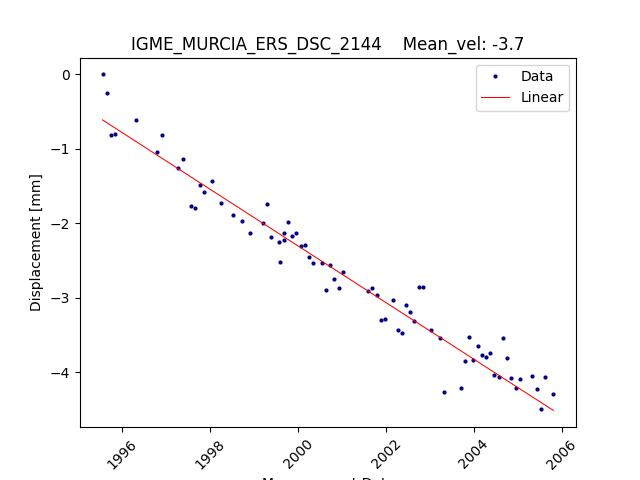 IGME_MURCIA_ERS_DSC_2144    Mean_vel: -3.7
Data
Linear
0
−1
−2
−3
−4
Displacement [mm]
1996
1998
2000
2002
2004
2006